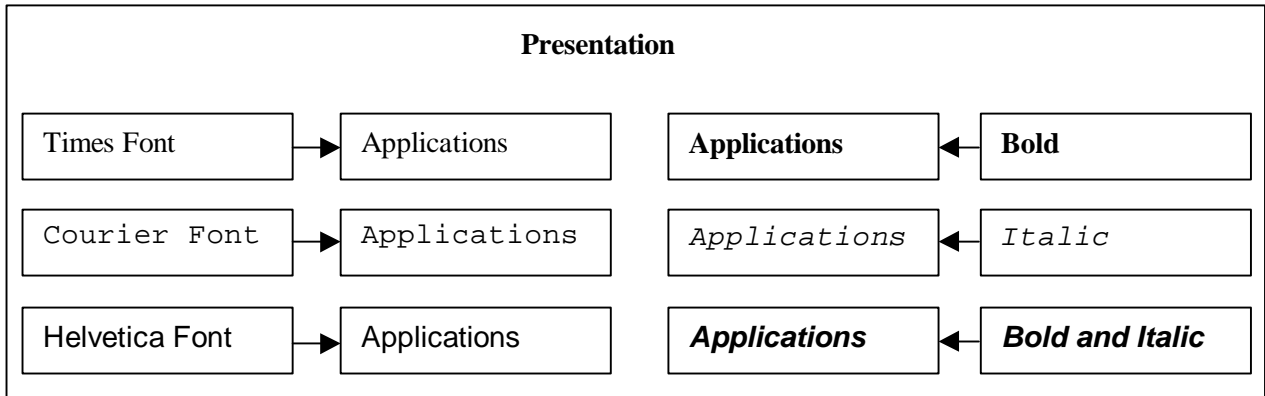 Presentation
Times Font Applications Applications Bold
Courier Font Applications Applications Italic
Helvetica Font Applications Applications Bold and Italic